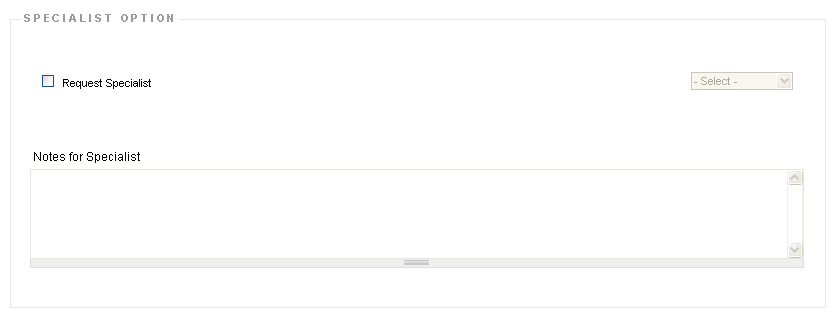 SPECIALIST OPTION
Request Specialist
- Select -
Notes for Specialist